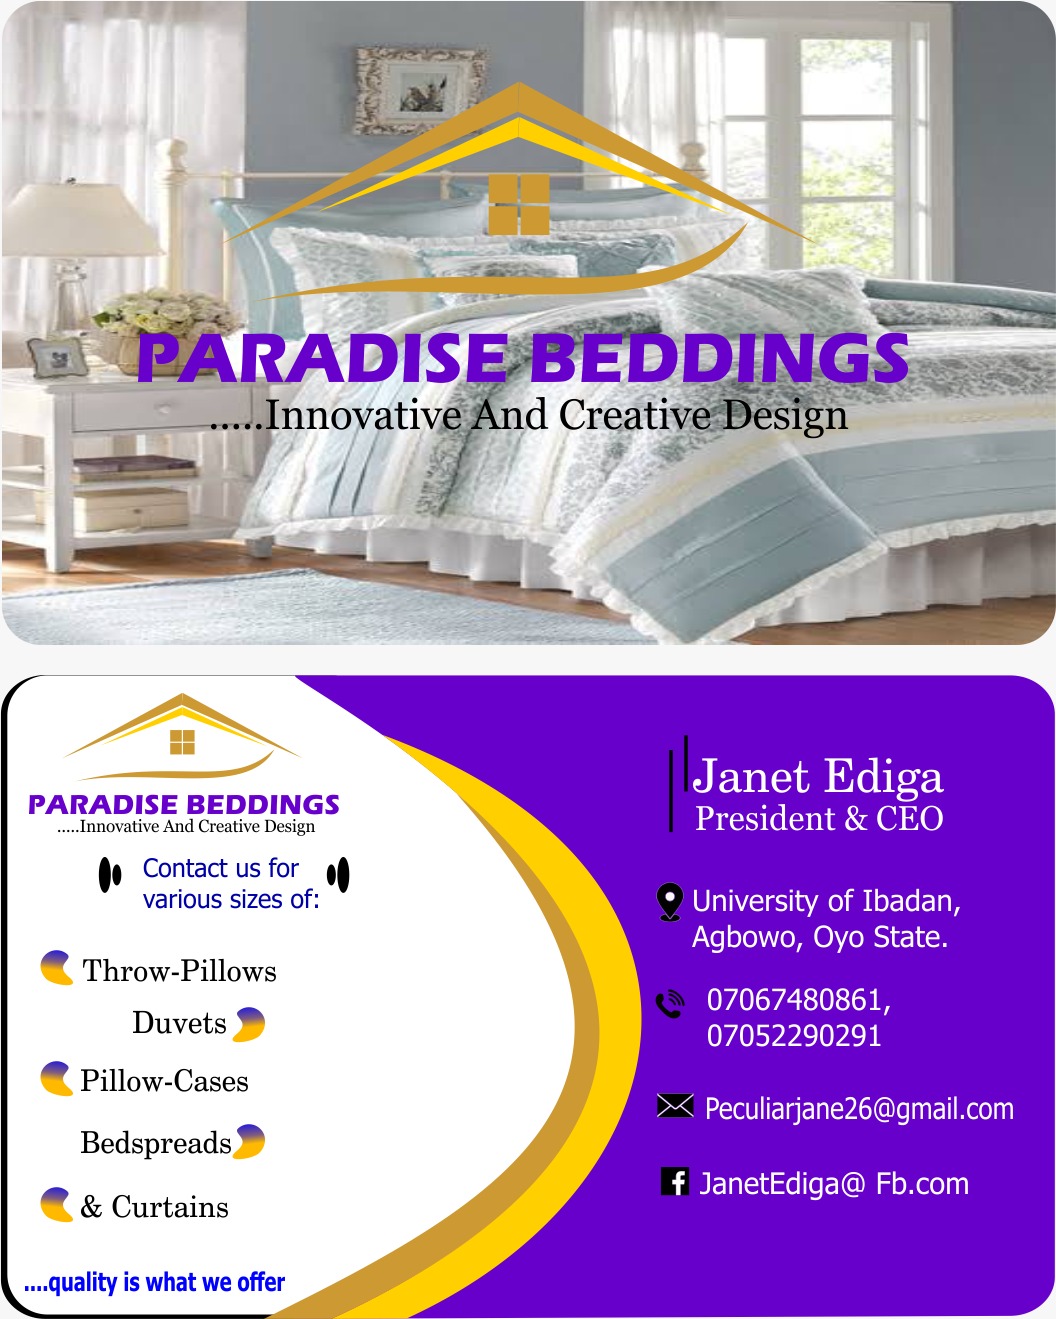 PARADISE BEDDINGS
.....Innovative And Creative Design
PARADISE BEDDINGS
.....Innovative And Creative Design
Contact us for
various sizes of:
Throw-Pillows
Duvets
Pillow-Cases
Bedspreads
& Curtains
....quality is what we offer
Janet Ediga
President & CEO
University of Ibadan,
Agbowo, Oyo State.
07067480861,
07052290291
Peculiarjane26@gmail.com
JanetEdiga@ Fb.com